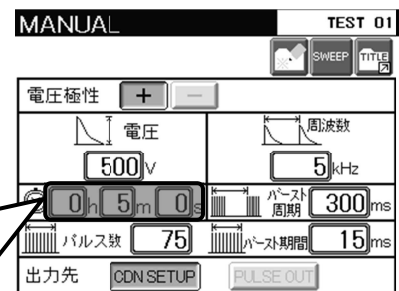 MANUAL TEST 01
SWEEP TITLE
電圧極性 + −
電圧 周波数
500 V 5 kHz
0 h 5 m 0 s バースト周期 300 ms
パルス数 75 バースト期間 15 ms
出力先 CDN SETUP PULSE OUT